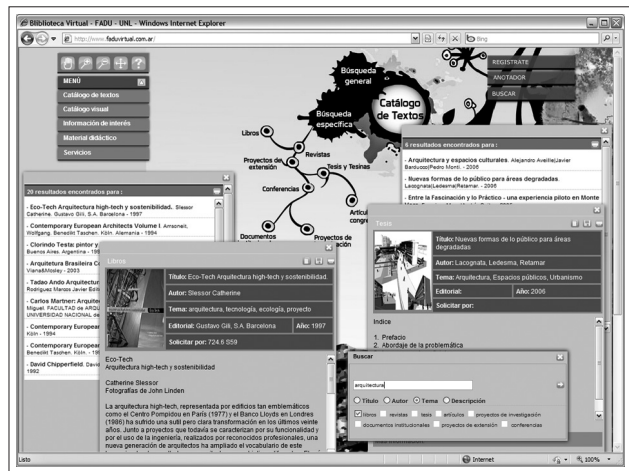 Biblioteca Virtual - FADU - UNL - Windows Internet Explorer
http://www.faduvirtual.com.ar/
Bing
MENÚ
Catálogo de textos
Catálogo visual
Información de interés
Material didáctico
Servicios
Búsqueda
general
Búsqueda
específica
Catálogo
de Textos
REGISTRATE
ANOTADOR
BUSCAR
Libros
Revistas
Proyectos de
extensión
Tesis y Tesinas
Conferencias
Documentos
Proyectos de
20 resultados encontrados para :
- Eco-Tech Arquitectura high-tech y sostenibilidad. Slessor
Catherine. Gustavo Gili, S.A. Barcelona - 1997
- Contemporary European Architects Volume I Amsoneit,
Wolfgang. Benedikt Taschen. Köln. Alemania - 1994
- Clorindo Testa: pintor y
Buenos Aires. Argentina -
- Arquitetura Brasileira
Viana&Mosley - 2003
- Tadao Ando Arquitectu
Rodriguez Marcos Javier
- Carlos Martner: Arquite
Miguel. FACULTAD de ARQU
UNIVERSIDAD NACIONAL de
- Contemporary European
Köln - 1994
- Contemporary European
Benedikt Taschen. Köln.
- David Chipperfield.
1992
6 resultados encontrados para :
- Arquitectura y espacios culturales. Alejandro Aveille|Javier
Barducco|Pedro Monti. - 2006
- Nuevas formas de lo público para áreas degradadas.
Lacognata|Ledesma|Retamar. - 2006
- Entre la Fascinación y lo Práctico - una experiencia piloto en Monte
Libros
Título: Eco-Tech Arquitectura high-tech y sostenibilidad.
Autor: Slessor Catherine
Tema: arquitectura, tecnología, ecología, proyecto
Editorial: Gustavo Gili, S.A. Barcelona
Año: 1997
Solicitar por: 724 6 S59
Eco-Tech
Arquitectura high-tech y sostenibilidad
Catherine Slessor
Fotografías de John Linden
La arquitectura high-tech, representada por edificios tan emblemáticos
como el Centro Pompidou en París (1977) y el Banco Lloyds en Londres
(1986) ha sufrido una sutil pero clara transformación en los últimos veinte
años. Junto a proyectos que todavía se caracterizan por su funcionalidad y
por el uso de la ingeniería, realizados por reconocidos profesionales, una
nueva generación de arquitectos ha ampliado el vocabulario de este
Tesis
Título: Nuevas formas de lo público para áreas
degradadas
Autor: Lacognata, Ledesma, Retamar
Tema: Arquitectura, Espacios públicos, Urbanismo
Editorial:
Año: 2006
Solicitar por:
Indice
1. Prefacio
2. Abordaje de la problemática
Buscar
arquitectura
Título Autor Tema Descripción
libros revistas tesis artículos proyectos de investigación
documentos institucionales proyectos de extensión conferencias
Listo
Internet
100%